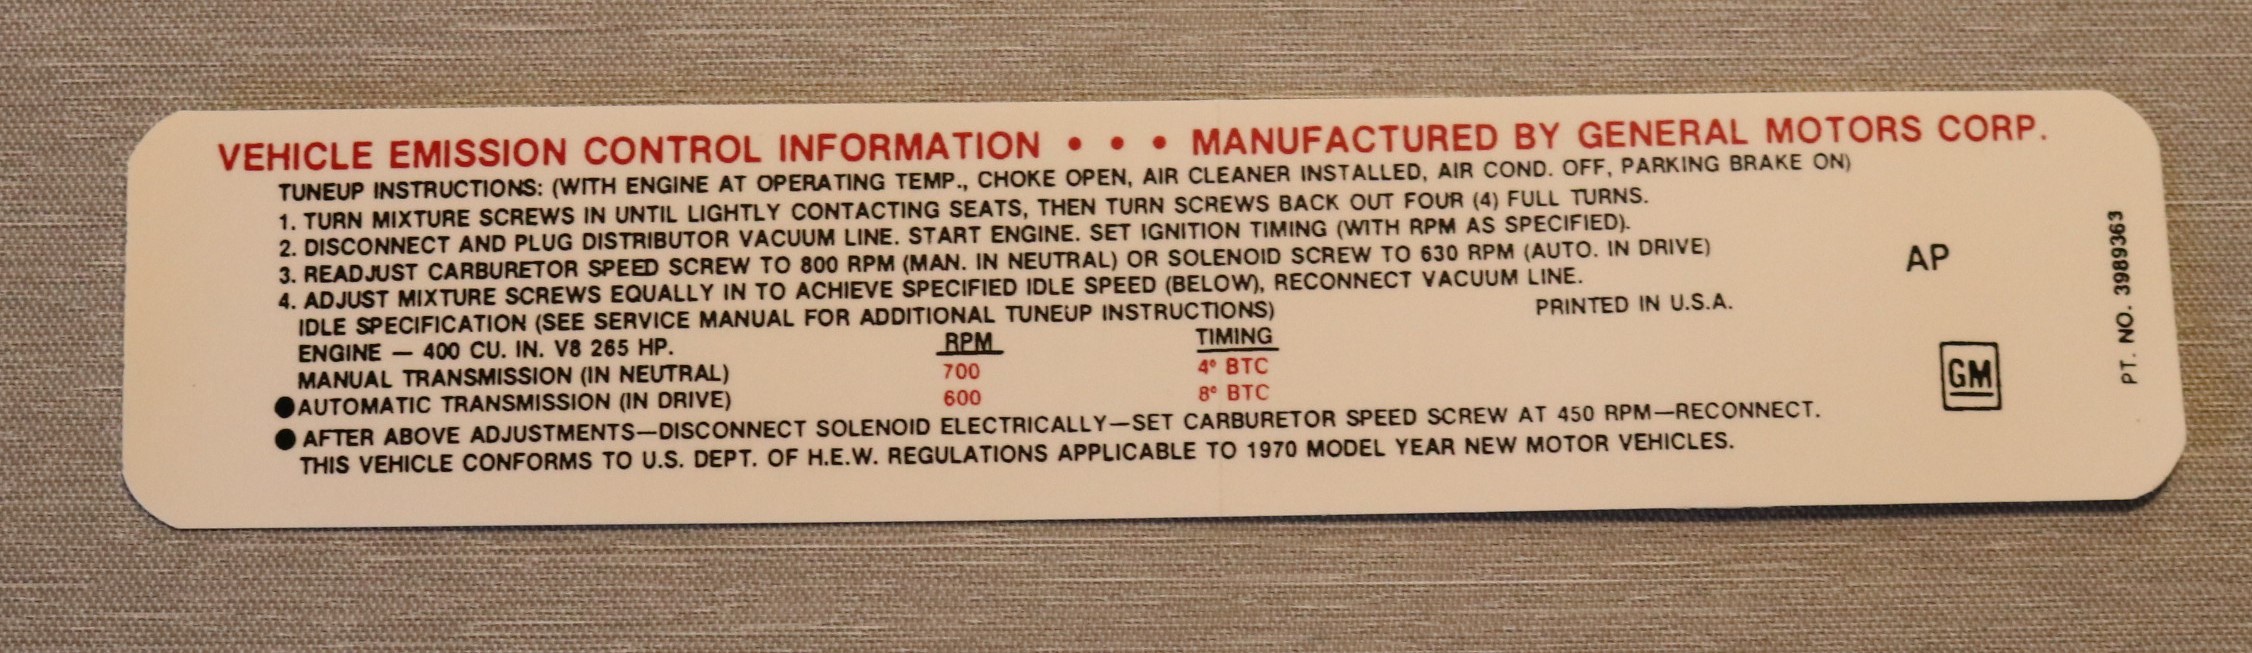 VEHICLE EMISSION CONTROL INFORMATION • • • MANUFACTURED BY GENERAL MOTORS CORP.
TUNEUP INSTRUCTIONS: (WITH ENGINE AT OPERATING TEMP., CHOKE OPEN, AIR CLEANER INSTALLED, AIR COND. OFF, PARKING BRAKE ON)
1. TURN MIXTURE SCREWS IN UNTIL LIGHTLY CONTACTING SEATS, THEN TURN SCREWS BACK OUT FOUR (4) FULL TURNS.
2. DISCONNECT AND PLUG DISTRIBUTOR VACUUM LINE. START ENGINE. SET IGNITION TIMING (WITH RPM AS SPECIFIED).
3. READJUST CARBURETOR SPEED SCREW TO 800 RPM (MAN. IN NEUTRAL) OR SOLENOID SCREW TO 630 RPM (AUTO. IN DRIVE)
4. ADJUST MIXTURE SCREWS EQUALLY IN TO ACHIEVE SPECIFIED IDLE SPEED (BELOW), RECONNECT VACUUM LINE.
IDLE SPECIFICATION (SEE SERVICE MANUAL FOR ADDITIONAL TUNEUP INSTRUCTIONS) PRINTED IN U.S.A.
ENGINE — 400 CU. IN. V8 265 HP. RPM TIMING
MANUAL TRANSMISSION (IN NEUTRAL) 700 4° BTC
●AUTOMATIC TRANSMISSION (IN DRIVE) 600 8° BTC
● AFTER ABOVE ADJUSTMENTS—DISCONNECT SOLENOID ELECTRICALLY—SET CARBURETOR SPEED SCREW AT 450 RPM—RECONNECT.
THIS VEHICLE CONFORMS TO U.S. DEPT. OF H.E.W. REGULATIONS APPLICABLE TO 1970 MODEL YEAR NEW MOTOR VEHICLES.
AP
GM
PT. NO. 3989363